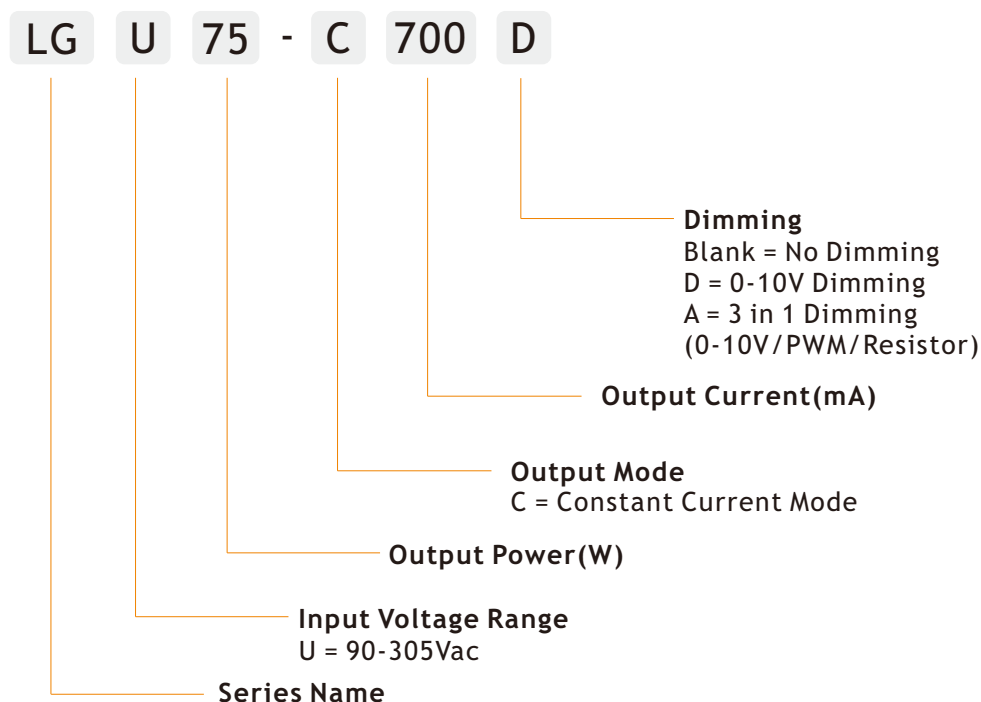 LG U 75 - C 700 D
Dimming
Blank = No Dimming
D = 0-10V Dimming
A = 3 in 1 Dimming
(0-10V/PWM/Resistor)
Output Current(mA)
Output Mode
C = Constant Current Mode
Output Power(W)
Input Voltage Range
U = 90-305Vac
Series Name